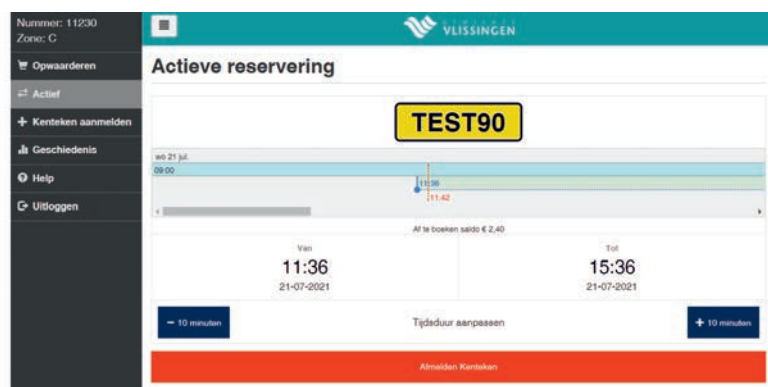 Nummer: 11230
Zone: C
Opwaarderen
Actief
Kenteken aanmelden
Geschiedenis
Help
Uitloggen
GEMEENTE
VLISSINGEN
Actieve reservering
TEST90
wo 21 jul.
09:00
11:36
11:42
Af te boeken saldo € 2,40
Van
11:36
21-07-2021
Tot
15:36
21-07-2021
− 10 minuten
Tijdsduur aanpassen
+ 10 minuten
Afmelden Kenteken